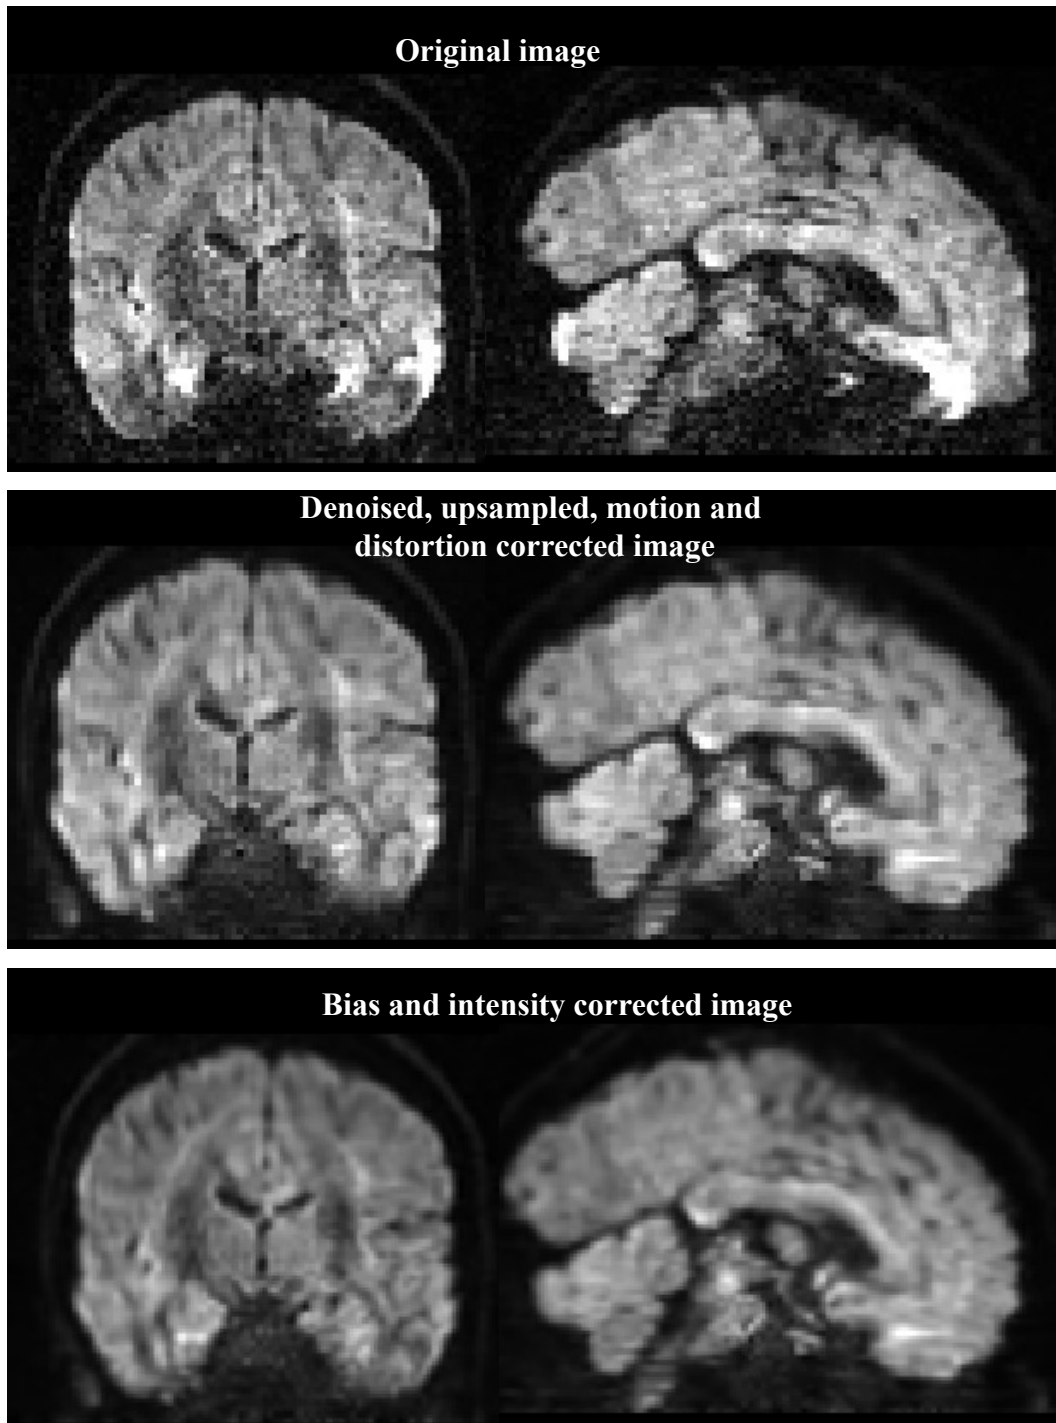 Original image
Denoised, upsampled, motion and
distortion corrected image
Bias and intensity corrected image